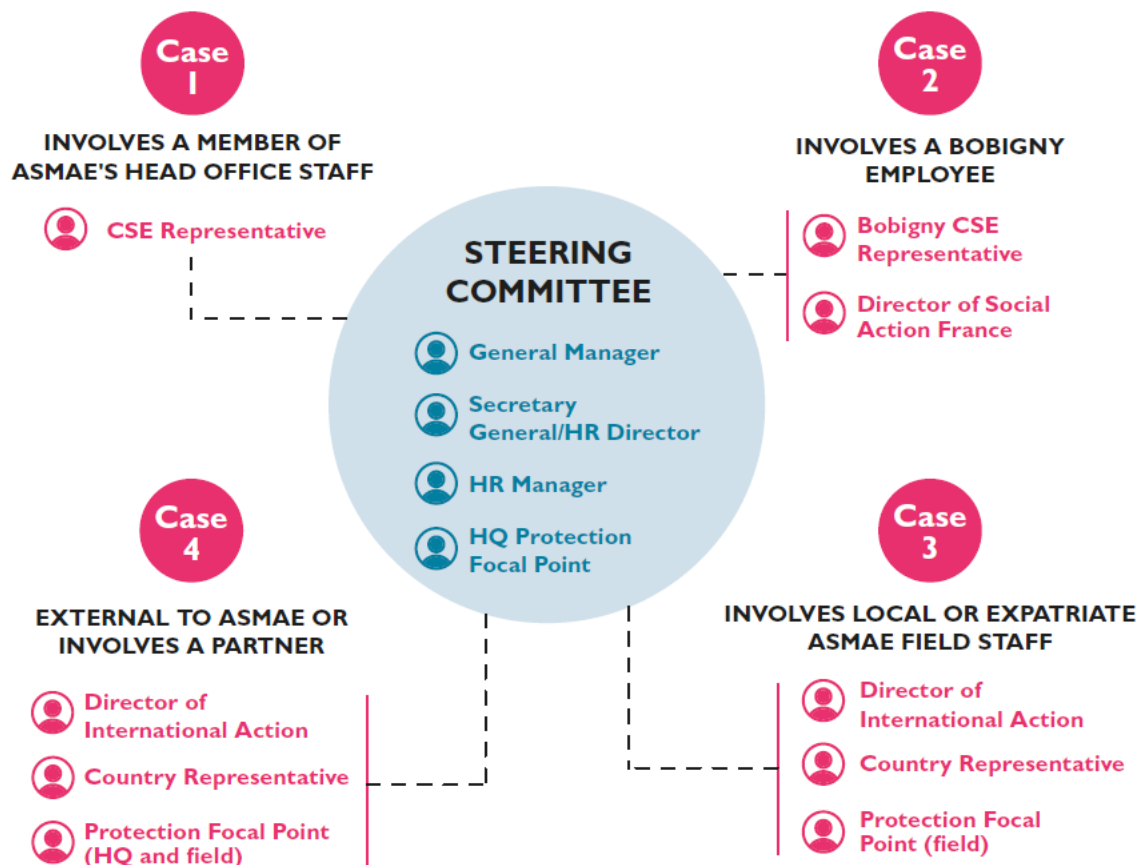 Case
1
INVOLVES A MEMBER OF
ASMAE'S HEAD OFFICE STAFF
CSE Representative
Case
2
INVOLVES A BOBIGNY
EMPLOYEE
Bobigny CSE
Representative
Director of Social
Action France
STEERING
COMMITTEE
General Manager
Secretary
General/HR Director
HR Manager
HQ Protection
Focal Point
Case
4
EXTERNAL TO ASMAE OR
INVOLVES A PARTNER
Director of
International Action
Country Representative
Protection Focal Point
(HQ and field)
Case
3
INVOLVES LOCAL OR EXPATRIATE
ASMAE FIELD STAFF
Director of
International Action
Country Representative
Protection Focal
Point (field)